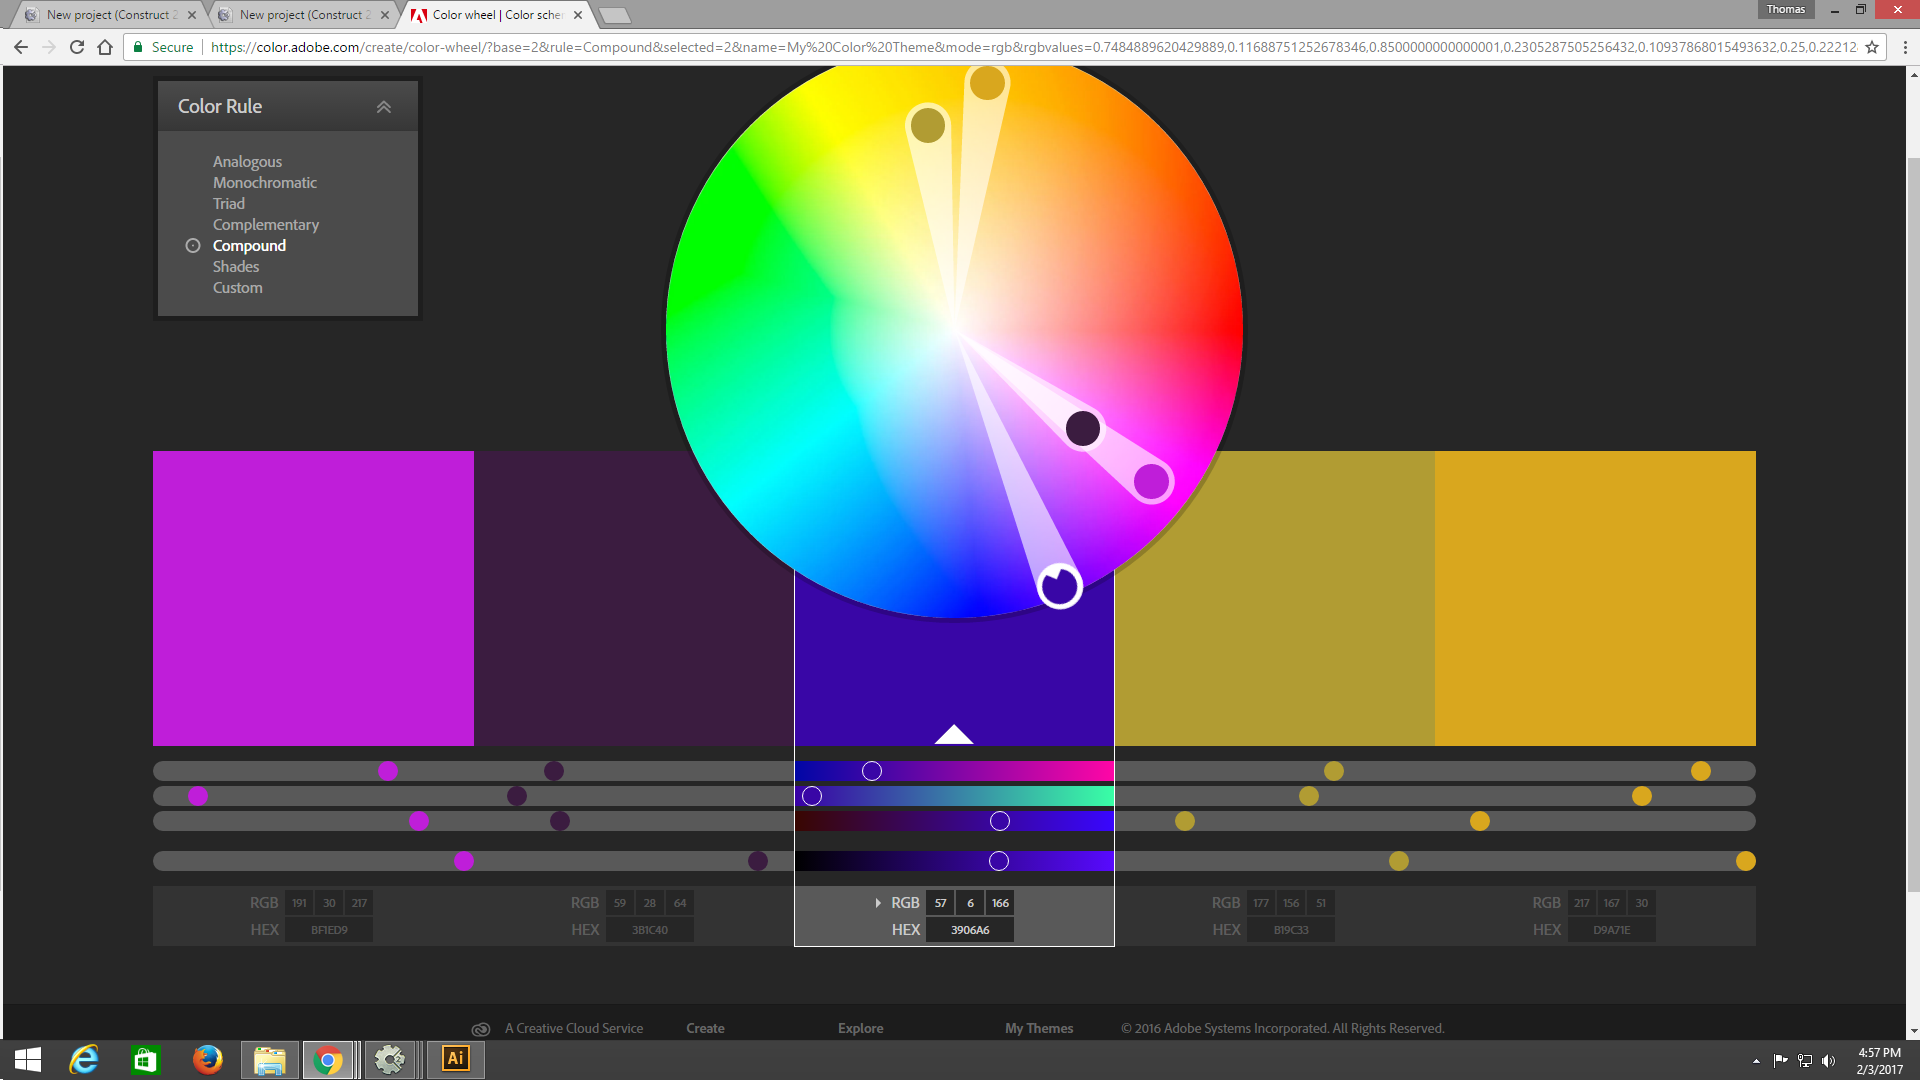 New project (Construct 2
New project (Construct 2
Color wheel | Color sche
Thomas
Secure
https://color.adobe.com/create/color-wheel/?base=2&rule=Compound&selected=2&name=My%20Color%20Theme&mode=rgb&rgbvalues=0.7484889620429889,0.11688751252678346,0.8500000000000001,0.2305287505256432,0.10937868015493632,0.25,0.22212
Color Rule
Analogous
Monochromatic
Triad
Complementary
Compound
Shades
Custom
RGB 191 30 217
HEX BF1ED9
RGB 59 28 64
HEX 3B1C40
RGB 57 6 166
HEX 3906A6
RGB 177 156 51
HEX B19C33
RGB 217 167 30
HEX D9A71E
A Creative Cloud Service
Create
Explore
My Themes
© 2016 Adobe Systems Incorporated. All Rights Reserved.
Ai
4:57 PM
2/3/2017